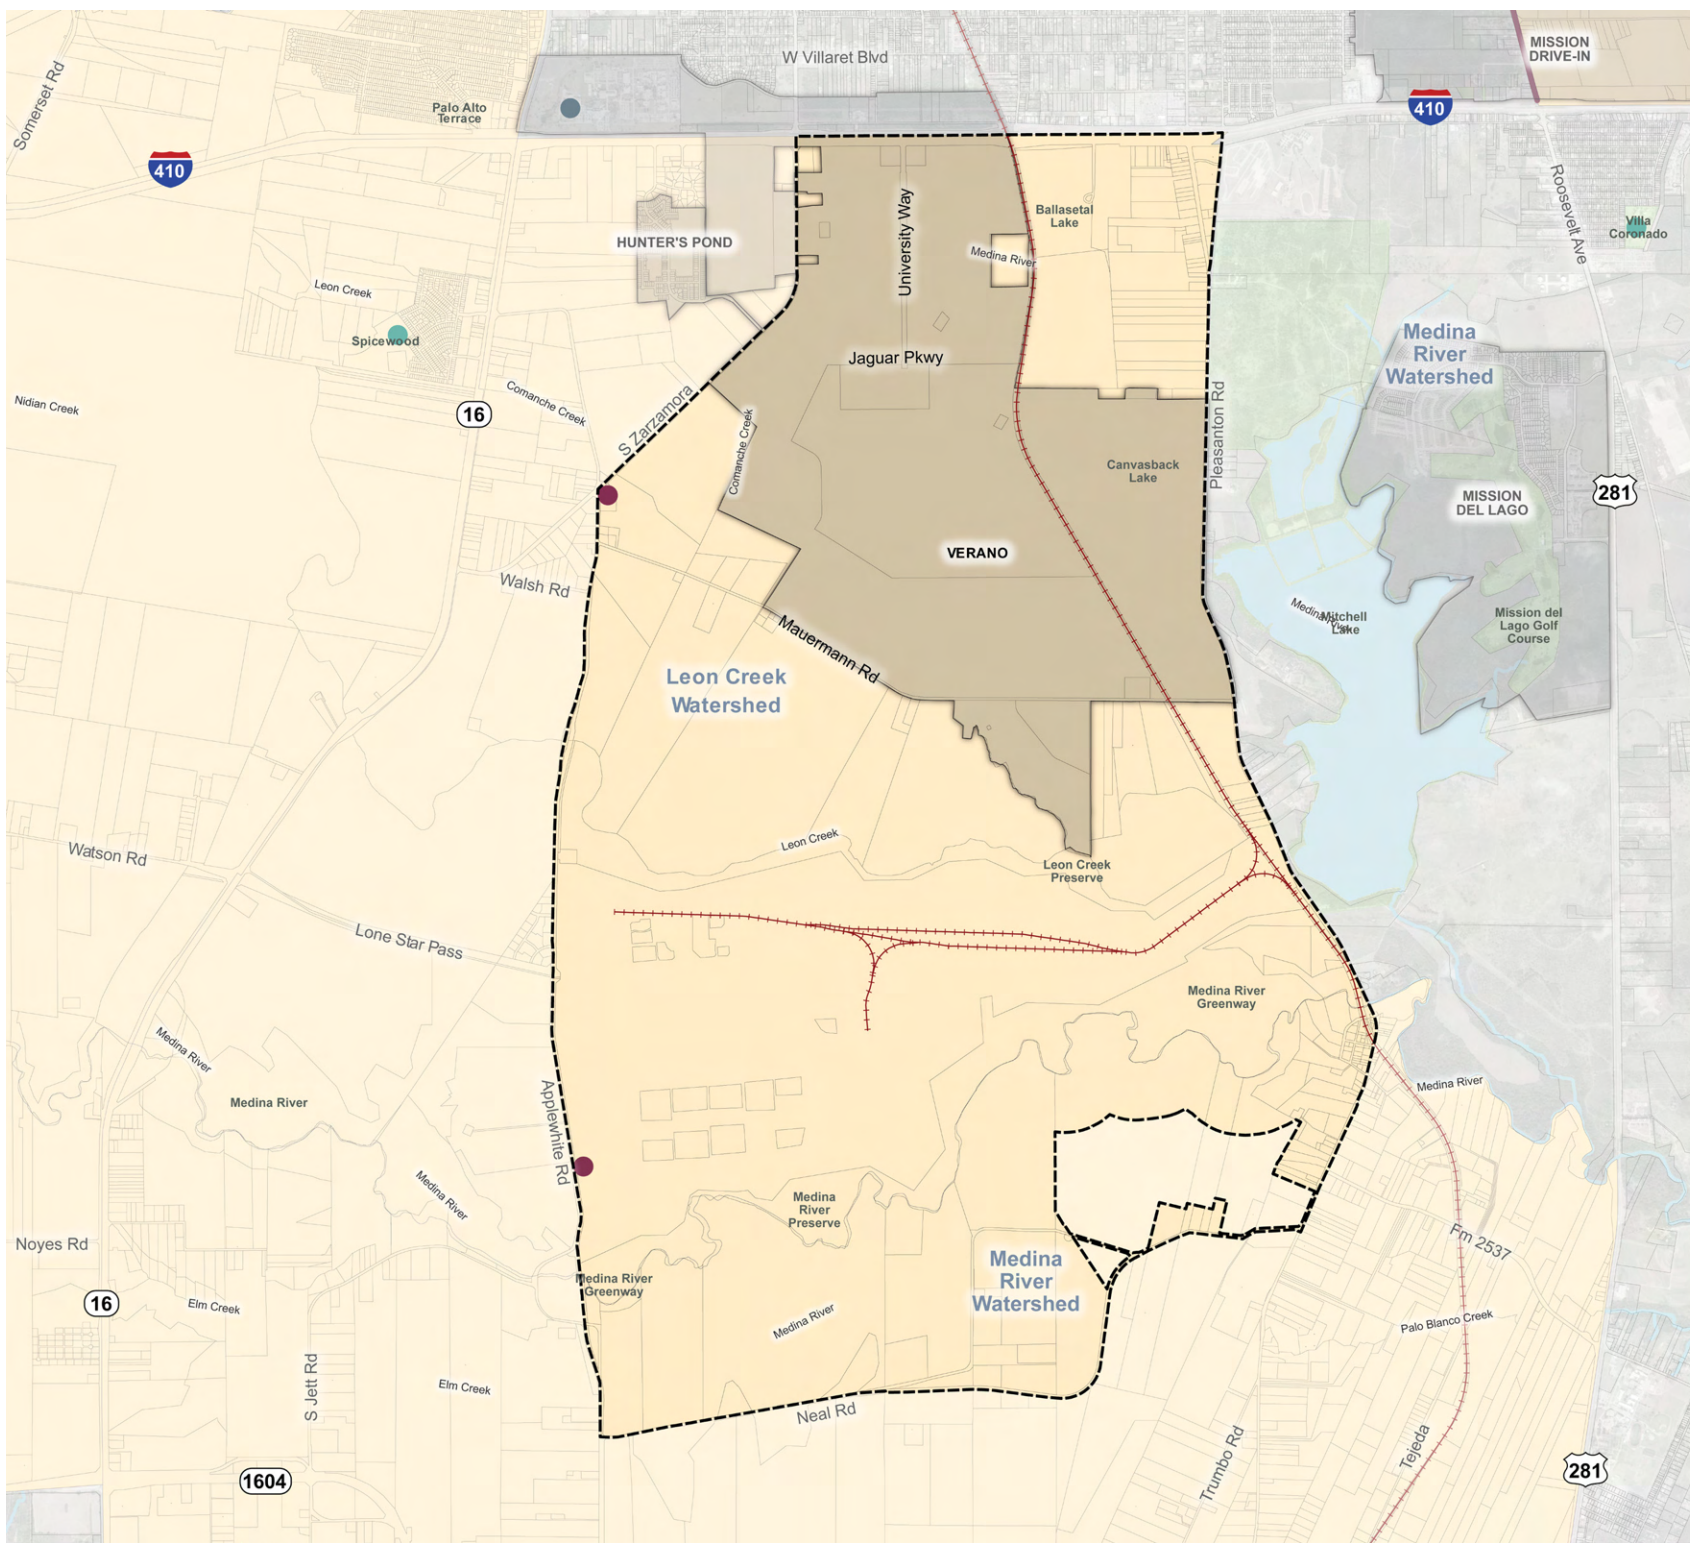 W Villaret Blvd
MISSION
DRIVE-IN
Somerset Rd
Palo Alto
Terrace
410
410
Roosevelt Ave
University Way
Ballasetal
Lake
Villa
Coronado
HUNTER'S POND
Medina River
Leon Creek
Spicewood
Jaguar Pkwy
Medina
River
Watershed
Nidian Creek
Comanche Creek
16
S Zarzamora
Comanche Creek
Pleasanton Rd
Canvasback
Lake
MISSION
DEL LAGO
281
VERANO
Walsh Rd
Medina
Mitchell
Lake
Mission del
Lago Golf
Course
Mauermann Rd
Leon Creek
Watershed
Watson Rd
Leon Creek
Leon Creek
Preserve
Lone Star Pass
Medina River
Greenway
Medina River
Medina River
Medina River
Applewhite Rd
Medina River
Medina
River
Preserve
Noyes Rd
Fm 2537
Medina
River
Watershed
Medina River
Greenway
16
Elm Creek
Medina River
Palo Blanco Creek
S Jett Rd
Elm Creek
Neal Rd
Trumbo Rd
Tejeda
1604
281